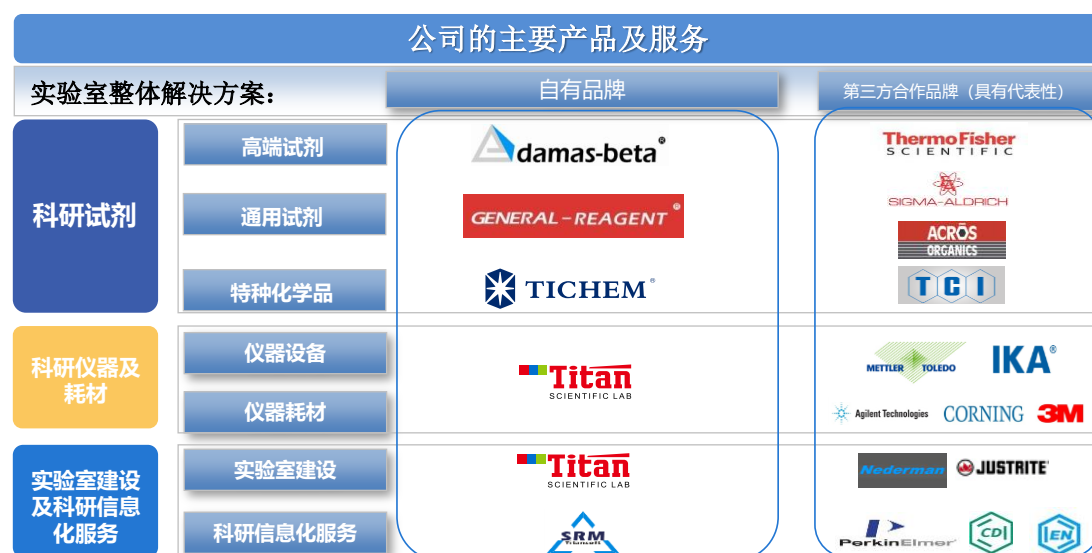 公司的主要产品及服务
实验室整体解决方案：
自有品牌
第三方合作品牌（具有代表性）
科研试剂
高端试剂
damas-beta®
ThermoFisher
SCIENTIFIC
SIGMA-ALDRICH
通用试剂
GENERAL-REAGENT®
ACROS
ORGANICS
特种化学品
TICHEM®
TCI
科研仪器及
耗材
仪器设备
仪器耗材
Titan
SCIENTIFIC LAB
METTLER TOLEDO
IKA®
Agilent Technologies
CORNING
3M
实验室建设
及科研信息
化服务
实验室建设
Titan
SCIENTIFIC LAB
Nederman
JUSTRITE
科研信息化服务
SRM
PerkinElmer
CDI
IEN